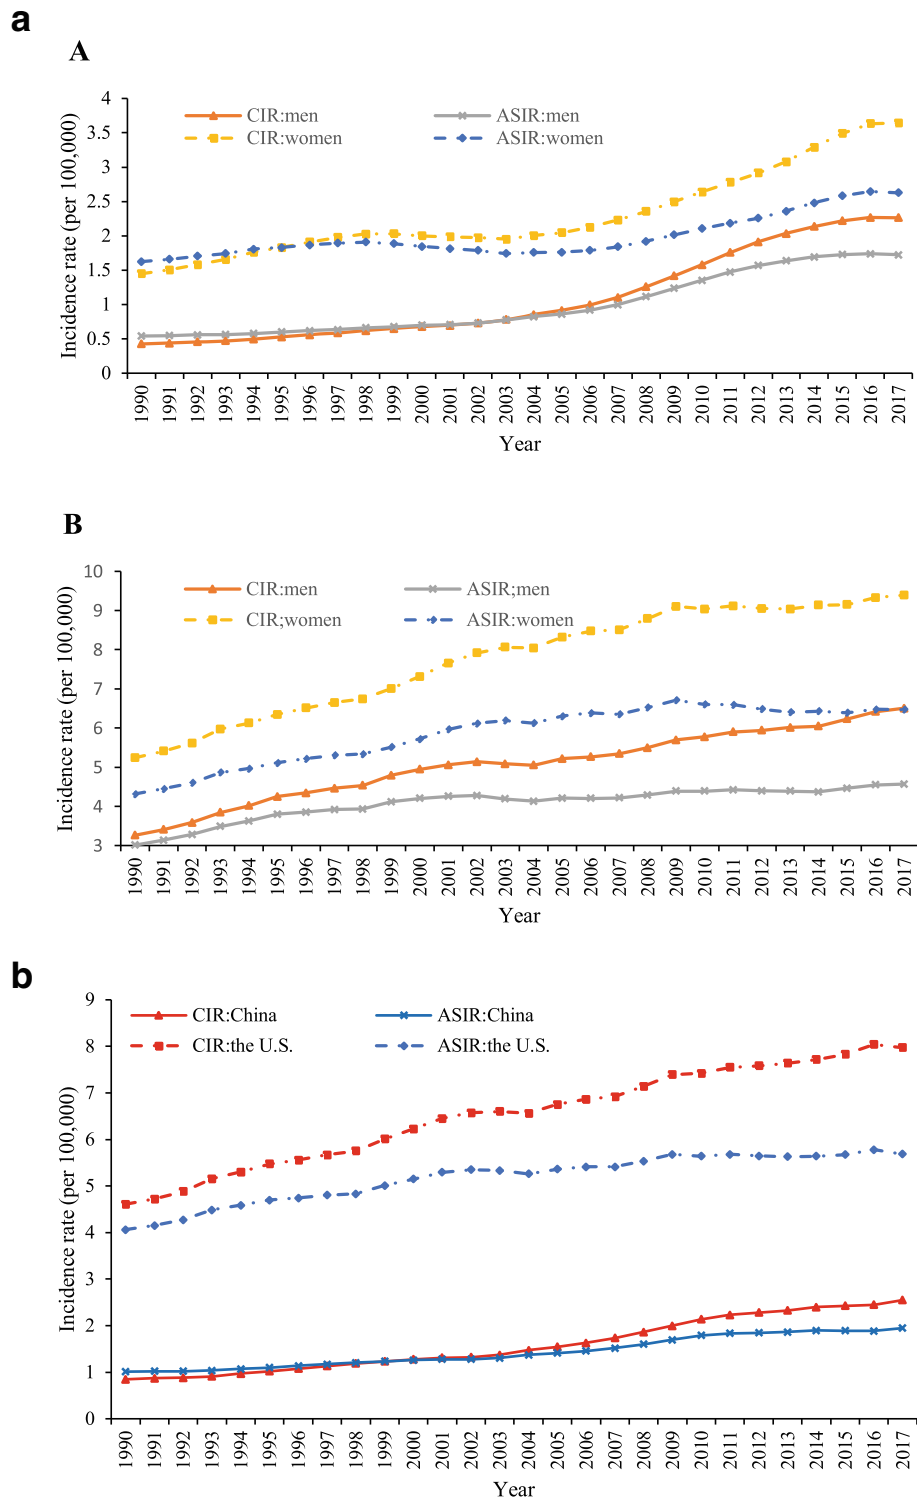 a
A
4
3.5
3
2.5
2
1.5
1
0.5
0
Incidence rate (per 100,000)
CIR:men
ASIR:men
CIR:women
ASIR:women
1990 1991 1992 1993 1994 1995 1996 1997 1998 1999 2000 2001 2002 2003 2004 2005 2006 2007 2008 2009 2010 2011 2012 2013 2014 2015 2016 2017
Year
B
10
9
8
7
6
5
4
3
Incidence rate (per 100,000)
CIR:men
ASIR;men
CIR;women
ASIR:women
1990 1991 1992 1993 1994 1995 1996 1997 1998 1999 2000 2001 2002 2003 2004 2005 2006 2007 2008 2009 2010 2011 2012 2013 2014 2015 2016 2017
Year
b
9
8
7
6
5
4
3
2
1
0
Incidence rate (per 100,000)
CIR:China
ASIR:China
CIR:the U.S.
ASIR:the U.S.
1990 1991 1992 1993 1994 1995 1996 1997 1998 1999 2000 2001 2002 2003 2004 2005 2006 2007 2008 2009 2010 2011 2012 2013 2014 2015 2016 2017
Year